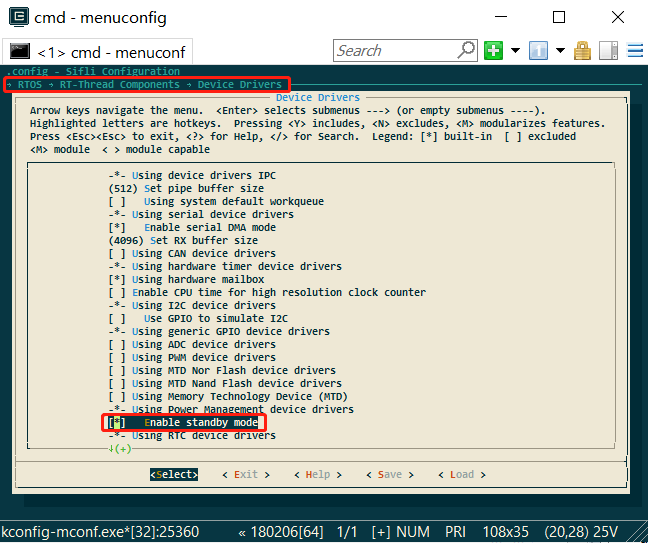 cmd - menuconfig
<1> cmd - menuconf
Search
.config - Sifli Configuration
→ RTOS → RT-Thread Components → Device Drivers
Device Drivers
Arrow keys navigate the menu. <Enter> selects submenus ---> (or empty submenus ----).
Highlighted letters are hotkeys. Pressing <Y> includes, <N> excludes, <M> modularizes features.
Press <Esc><Esc> to exit, <?> for Help, </> for Search. Legend: [*] built-in [ ] excluded
<M> module < > module capable
-*- Using device drivers IPC
(512) Set pipe buffer size
[ ] Using system default workqueue
-*- Using serial device drivers
[*] Enable serial DMA mode
(4096) Set RX buffer size
[ ] Using CAN device drivers
-*- Using hardware timer device drivers
[*] Using hardware mailbox
[ ] Enable CPU time for high resolution clock counter
-*- Using I2C device drivers
[ ] Use GPIO to simulate I2C
-*- Using generic GPIO device drivers
[ ] Using ADC device drivers
[ ] Using PWM device drivers
[ ] Using MTD Nor Flash device drivers
[ ] Using MTD Nand Flash device drivers
[ ] Using Memory Technology Device (MTD)
-*- Using Power Management device drivers
[*] Enable standby mode
-*- Using RTC device drivers
↓(+)
<Select> < Exit > < Help > < Save > < Load >
kconfig-mconf.exe*[32]:25360 « 180206[64] 1/1 [+] NUM PRI 108x35 (20,28) 25V